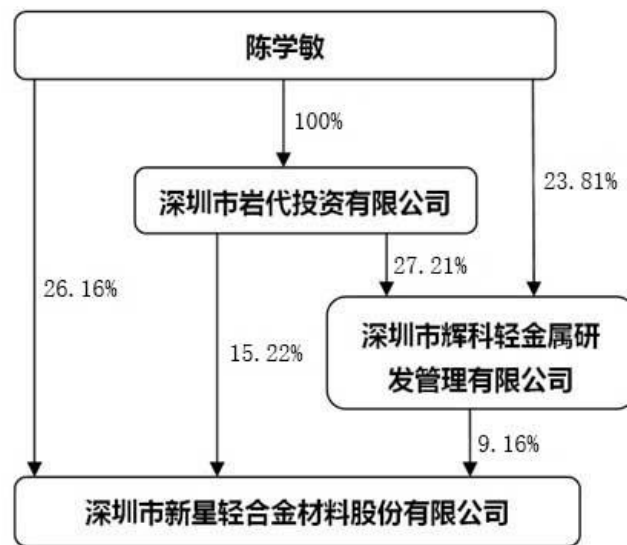 陈学敏
100%
23.81%
深圳市岩代投资有限公司
27.21%
26.16%
15.22%
深圳市辉科轻金属研
发管理有限公司
9.16%
深圳市新星轻合金材料股份有限公司